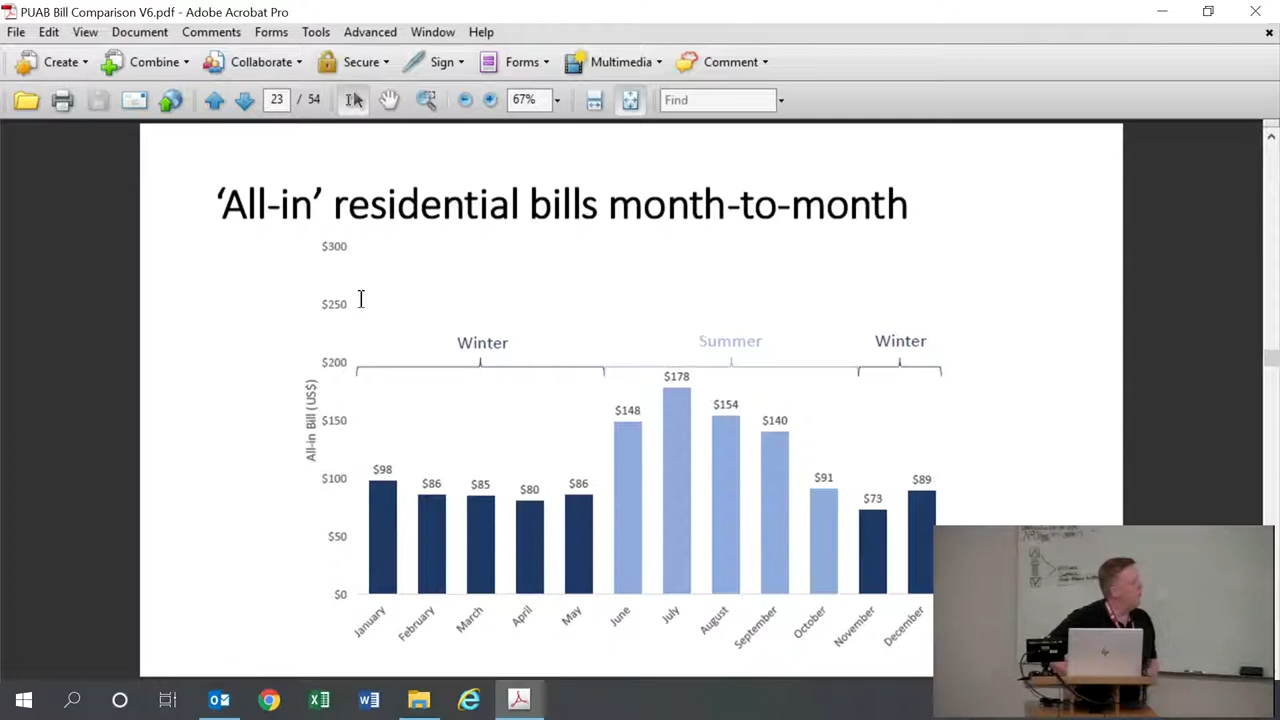 PUAB Bill Comparison V6.pdf - Adobe Acrobat Pro
File Edit View Document Comments Forms Tools Advanced Window Help
Create Combine Collaborate Secure Sign Forms Multimedia Comment
23 / 54 67% Find
‘All-in’ residential bills month-to-month
$300
$250
Winter Summer Winter
$200
$178
$154
$148
$140
$150
All-in Bill (US$)
$98 $86 $85 $80 $86 $91 $73 $89
$100
$50
$0
January February March April May June July August September October November December
hp